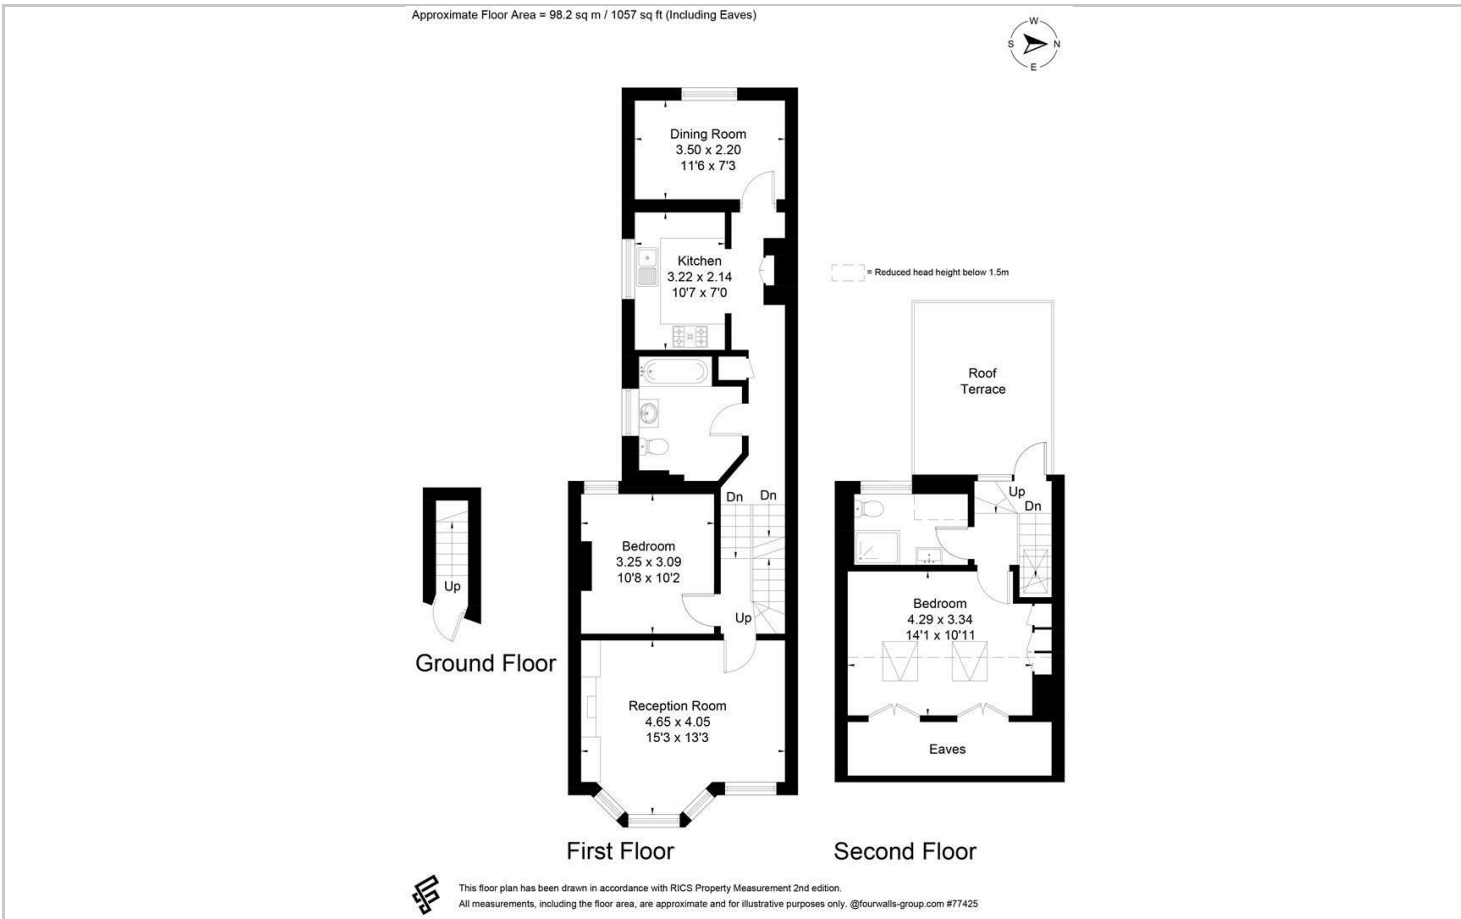 Approximate Floor Area = 98.2 sq m / 1057 sq ft (Including Eaves)
W
S N
E
Dining Room
3.50 x 2.20
11'6 x 7'3
Kitchen
3.22 x 2.14
10'7 x 7'0
= Reduced head height below 1.5m
Roof
Terrace
Dn Dn
Up
Dn
Bedroom
3.25 x 3.09
10'8 x 10'2
Up
Up
Ground Floor
Bedroom
4.29 x 3.34
14'1 x 10'11
Reception Room
4.65 x 4.05
15'3 x 13'3
Eaves
First Floor
Second Floor
This floor plan has been drawn in accordance with RICS Property Measurement 2nd edition.
All measurements, including the floor area, are approximate and for illustrative purposes only. @fourwalls-group.com #77425